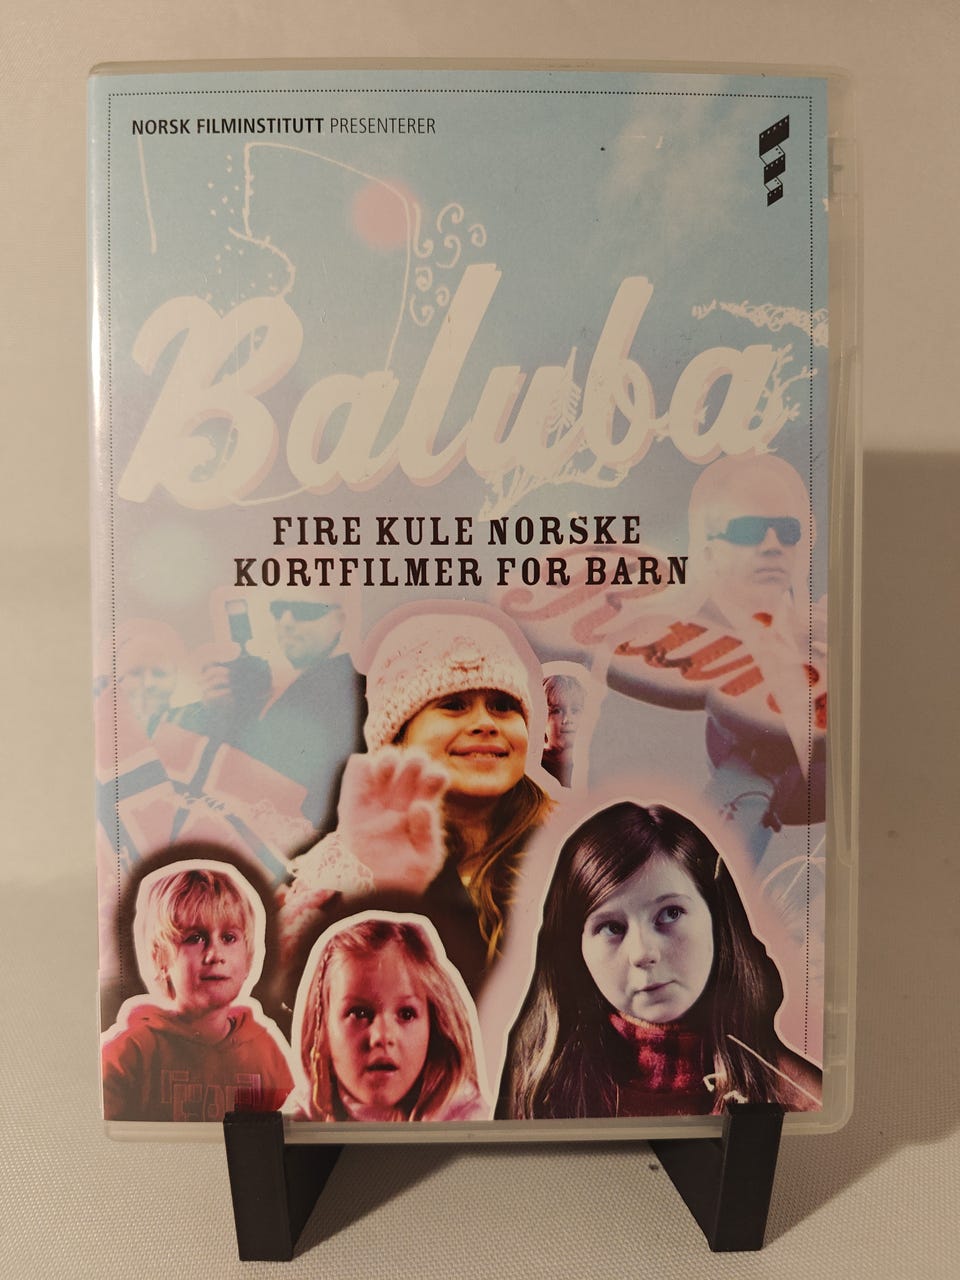 NORSK FILMINSTITUTT PRESENTERER
Baluba
FIRE KULE NORSKE
KORTFILMER FOR BARN